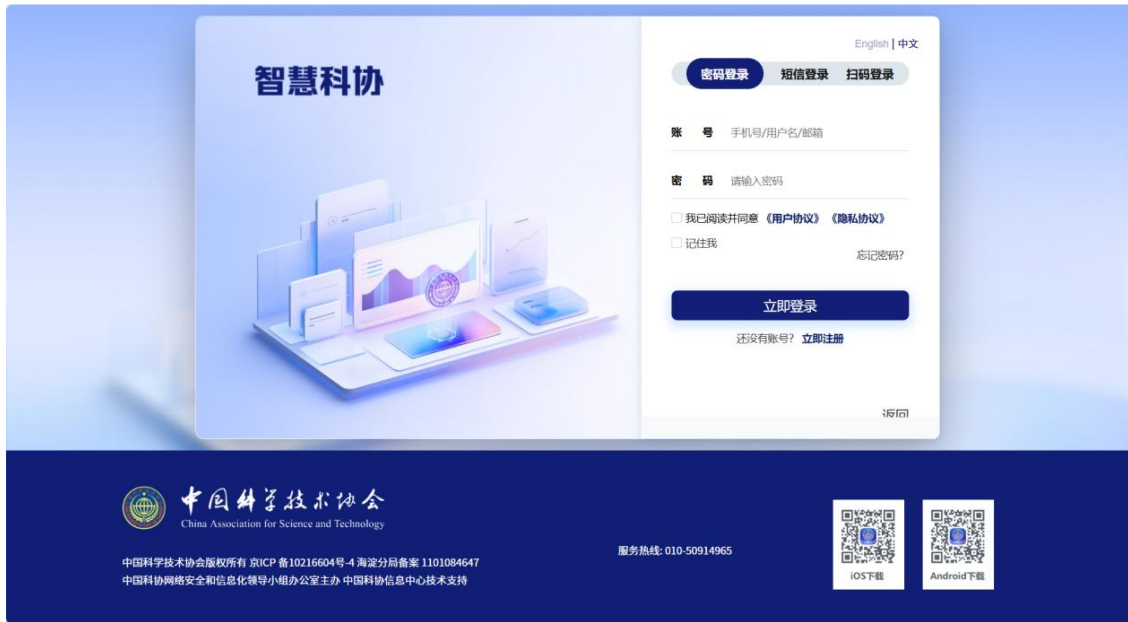 智慧科协
English | 中文
密码登录 短信登录 扫码登录
账 号 手机号/用户名/邮箱
密 码 请输入密码
我已阅读并同意 《用户协议》 《隐私协议》
记住我
忘记密码?
立即登录
还没有账号? 立即注册
返回
中国科学技术协会
China Association for Science and Technology
中国科学技术协会版权所有 京ICP 备10216604号-4 海淀分局备案 1101084647
中国科协网络安全和信息化领导小组办公室主办 中国科协信息中心技术支持
服务热线: 010-50914965
iOS下载
Android下载